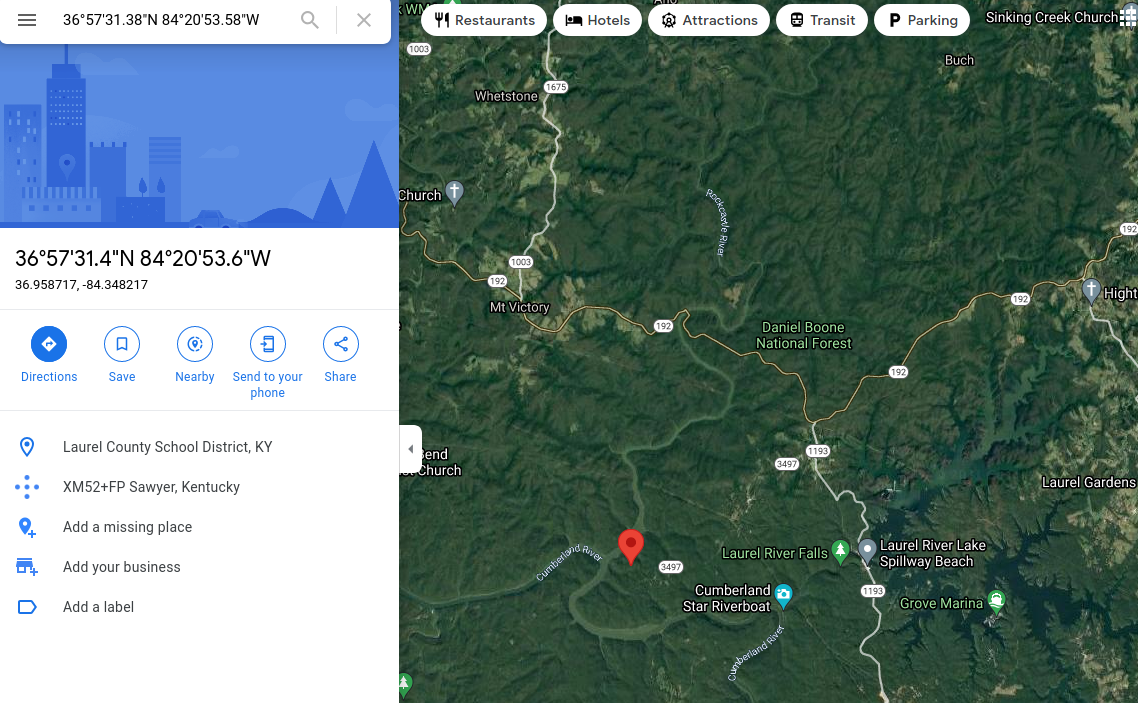 36°57'31.38"N 84°20'53.58"W
36°57'31.4"N 84°20'53.6"W
36.958717, -84.348217
Directions
Save
Nearby
Send to your
phone
Share
Laurel County School District, KY
XM52+FP Sawyer, Kentucky
Add a missing place
Add your business
Add a label
Restaurants
Hotels
Attractions
Transit
Parking
Sinking Creek Church
1003
Buch
1675
Whetstone
Church
Rockcastle River
192
1003
192
Hight
192
Mt Victory
192
Daniel Boone
National Forest
192
1193
3497
Church
Laurel Gardens
Cumberland River
3497
Laurel River Falls
Laurel River Lake
Spillway Beach
Cumberland
Star Riverboat
1193
Grove Marina
Cumberland River